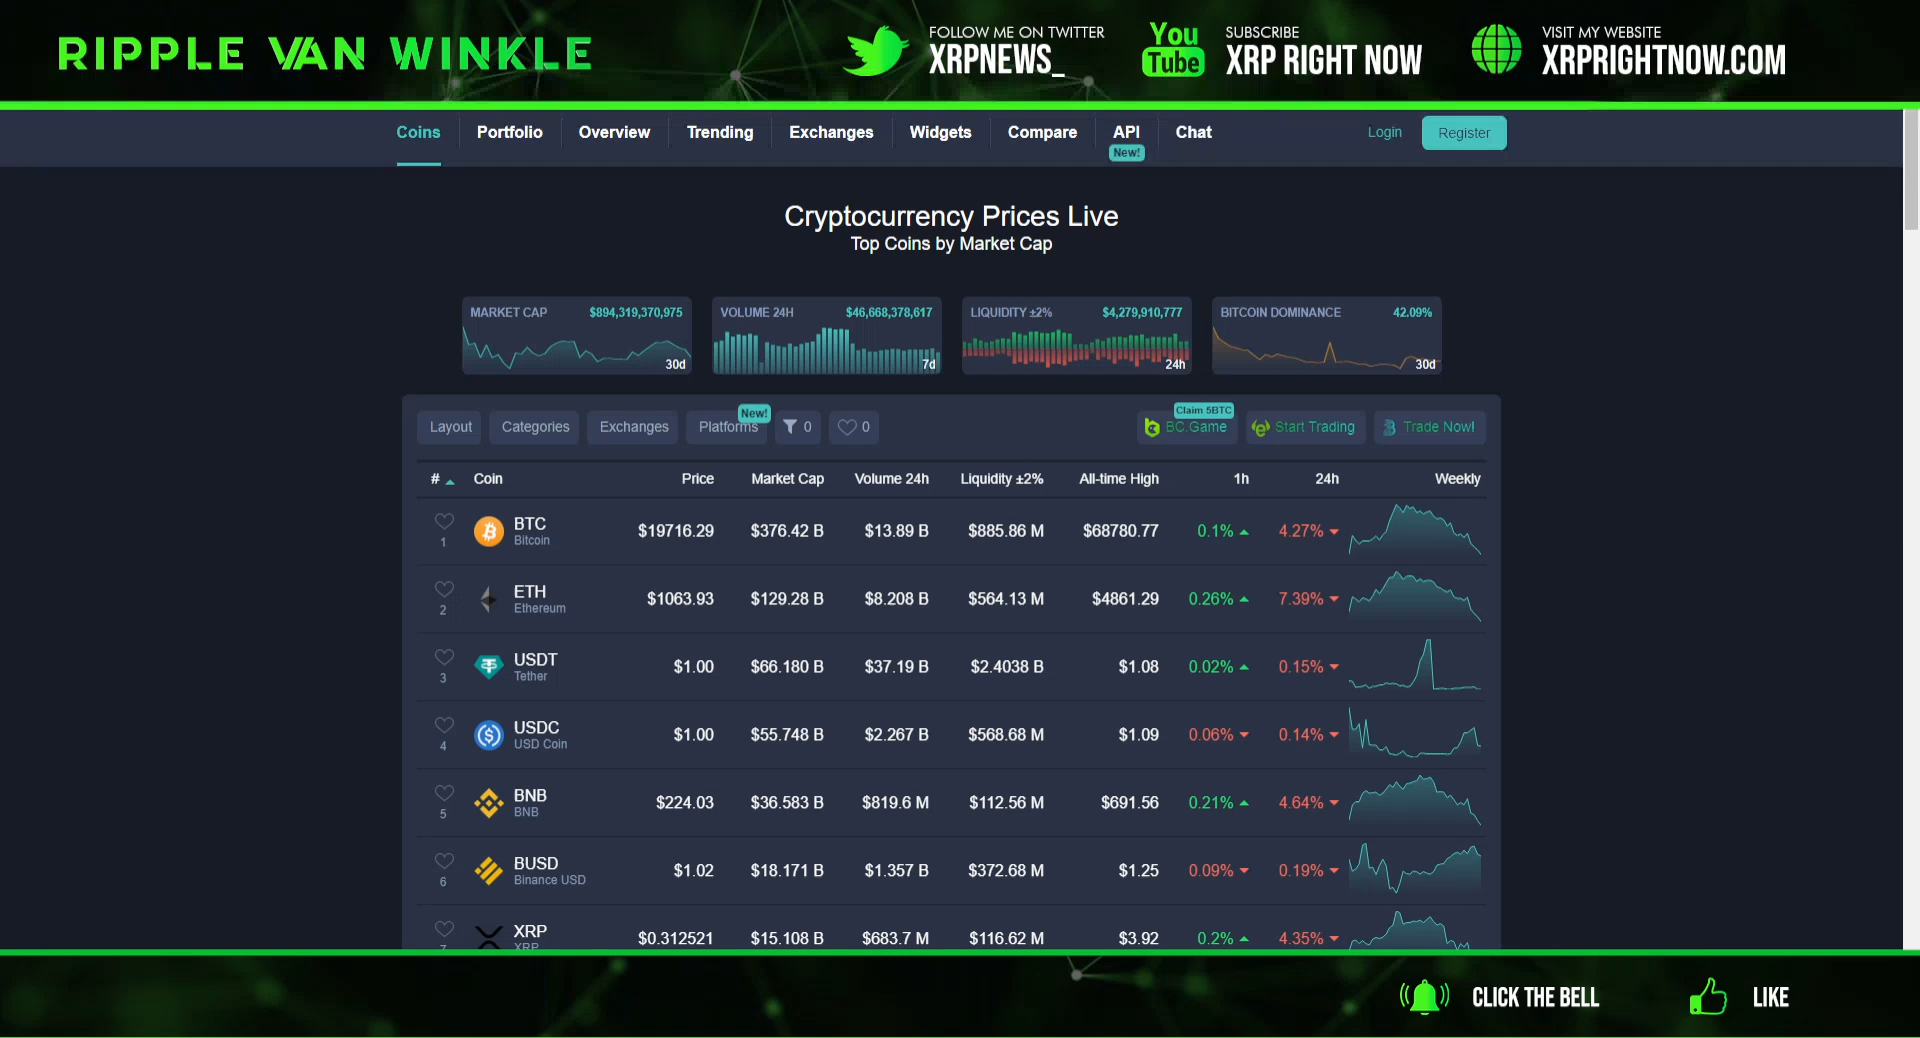 RIPPLE VAN WINKLE
FOLLOW ME ON TWITTER
XRPNEWS_
You Tube
SUBSCRIBE
XRP RIGHT NOW
VISIT MY WEBSITE
XRPRIGHTNOW.COM
Coins Portfolio Overview Trending Exchanges Widgets Compare API Chat Login Register
New!
Cryptocurrency Prices Live
Top Coins by Market Cap
MARKET CAP $894,319,370,975
30d
VOLUME 24H $46,668,378,617
7d
LIQUIDITY ±2% $4,279,910,777
24h
BITCOIN DOMINANCE 42.09%
30d
Layout Categories Exchanges Platforms New! 0 0 Claim 5BTC BC.Game Start Trading Trade Now!
# Coin Price Market Cap Volume 24h Liquidity ±2% All-time High 1h 24h Weekly
1 BTC $19716.29 $376.42 B $13.89 B $885.86 M $68780.77 0.1% 4.27%
Bitcoin
2 ETH $1063.93 $129.28 B $8.208 B $564.13 M $4861.29 0.26% 7.39%
Ethereum
3 USDT $1.00 $66.180 B $37.19 B $2.4038 B $1.08 0.02% 0.15%
Tether
4 USDC $1.00 $55.748 B $2.267 B $568.68 M $1.09 0.06% 0.14%
USD Coin
5 BNB $224.03 $36.583 B $819.6 M $112.56 M $691.56 0.21% 4.64%
BNB
6 BUSD $1.02 $18.171 B $1.357 B $372.68 M $1.25 0.09% 0.19%
Binance USD
7 XRP $0.312521 $15.108 B $683.7 M $116.62 M $3.92 0.2% 4.35%
XRP
CLICK THE BELL
LIKE